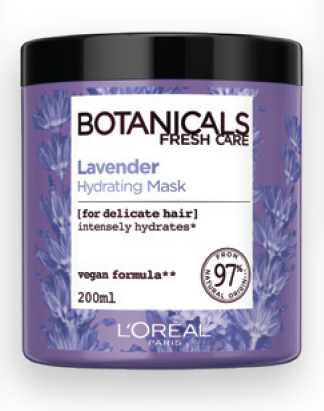 BOTANICALS
FRESH CARE
Lavender
Hydrating Mask
[for delicate hair]
intensely hydrates*
vegan formula**
200ml
FROM
97%
NATURAL ORIGIN*
L'ORÉAL
PARIS